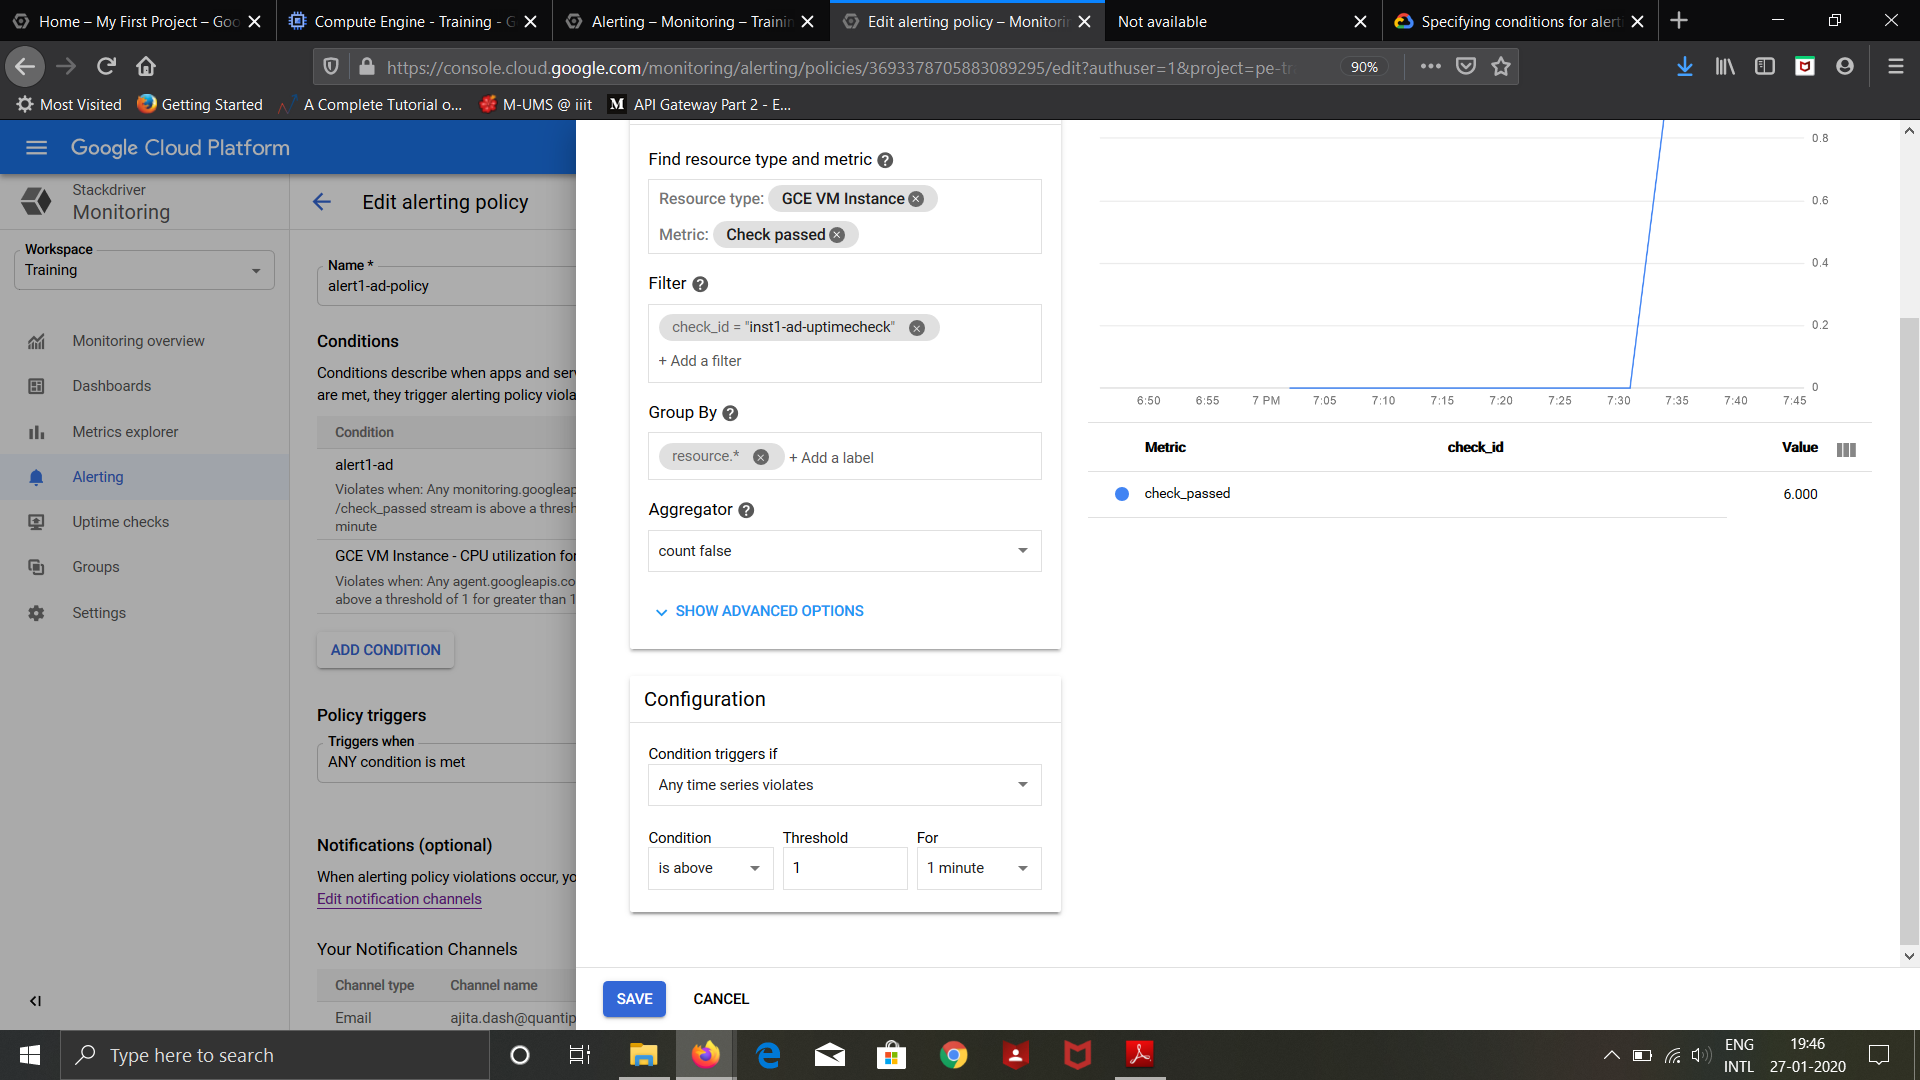 Home – My First Project – Goo
Compute Engine - Training - G
Alerting – Monitoring – Trainin
Edit alerting policy – Monitorin
Not available
Specifying conditions for alert
https://console.cloud.google.com/monitoring/alerting/policies/3693378705883089295/edit?authuser=1&project=pe-tr
90%
Most Visited
Getting Started
A Complete Tutorial o...
M-UMS @ iiit
M API Gateway Part 2 - E...
Google Cloud Platform
Stackdriver
Monitoring
Workspace
Training
Monitoring overview
Dashboards
Metrics explorer
Alerting
Uptime checks
Groups
Settings
Edit alerting policy
Name *
alert1-ad-policy
Conditions
Conditions describe when apps and ser
are met, they trigger alerting policy viola
Condition
alert1-ad
Violates when: Any monitoring.googleap
/check_passed stream is above a thresh
minute
GCE VM Instance - CPU utilization for
Violates when: Any agent.googleapis.co
above a threshold of 1 for greater than 1
ADD CONDITION
Policy triggers
Triggers when
ANY condition is met
Notifications (optional)
When alerting policy violations occur, yo
Edit notification channels
Your Notification Channels
Channel type Channel name
Email ajita.dash@quantip
Find resource type and metric
Resource type: GCE VM Instance
Metric: Check passed
Filter
check_id = "inst1-ad-uptimecheck"
+ Add a filter
Group By
resource.* + Add a label
Aggregator
count false
SHOW ADVANCED OPTIONS
Configuration
Condition triggers if
Any time series violates
Condition Threshold For
is above 1 1 minute
SAVE CANCEL
0.8
0.6
0.4
0.2
0
6:50 6:55 7 PM 7:05 7:10 7:15 7:20 7:25 7:30 7:35 7:40 7:45
Metric check_id Value
check_passed 6.000
Type here to search
ENG
INTL
19:46
27-01-2020